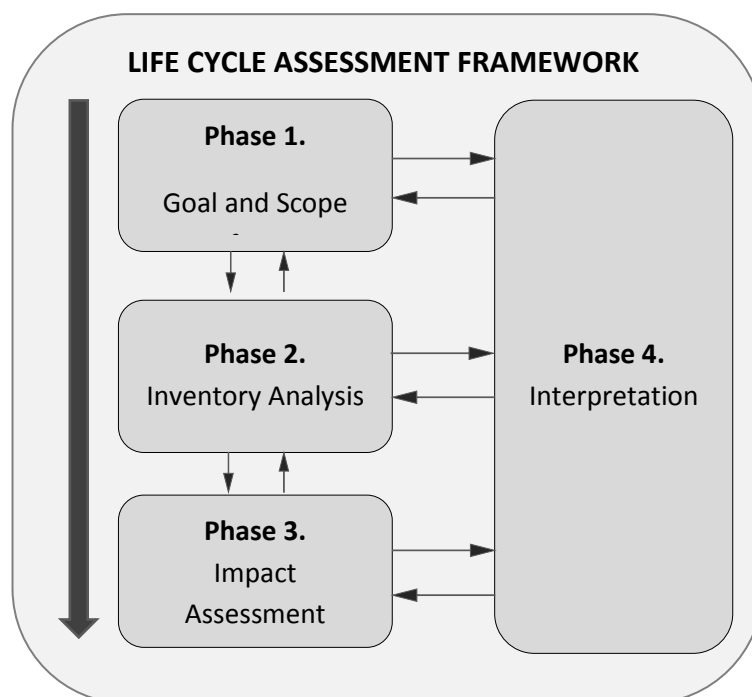 LIFE CYCLE ASSESSMENT FRAMEWORK
Phase 1.
Goal and Scope
Phase 2.
Inventory Analysis
Phase 3.
Impact
Assessment
Phase 4.
Interpretation